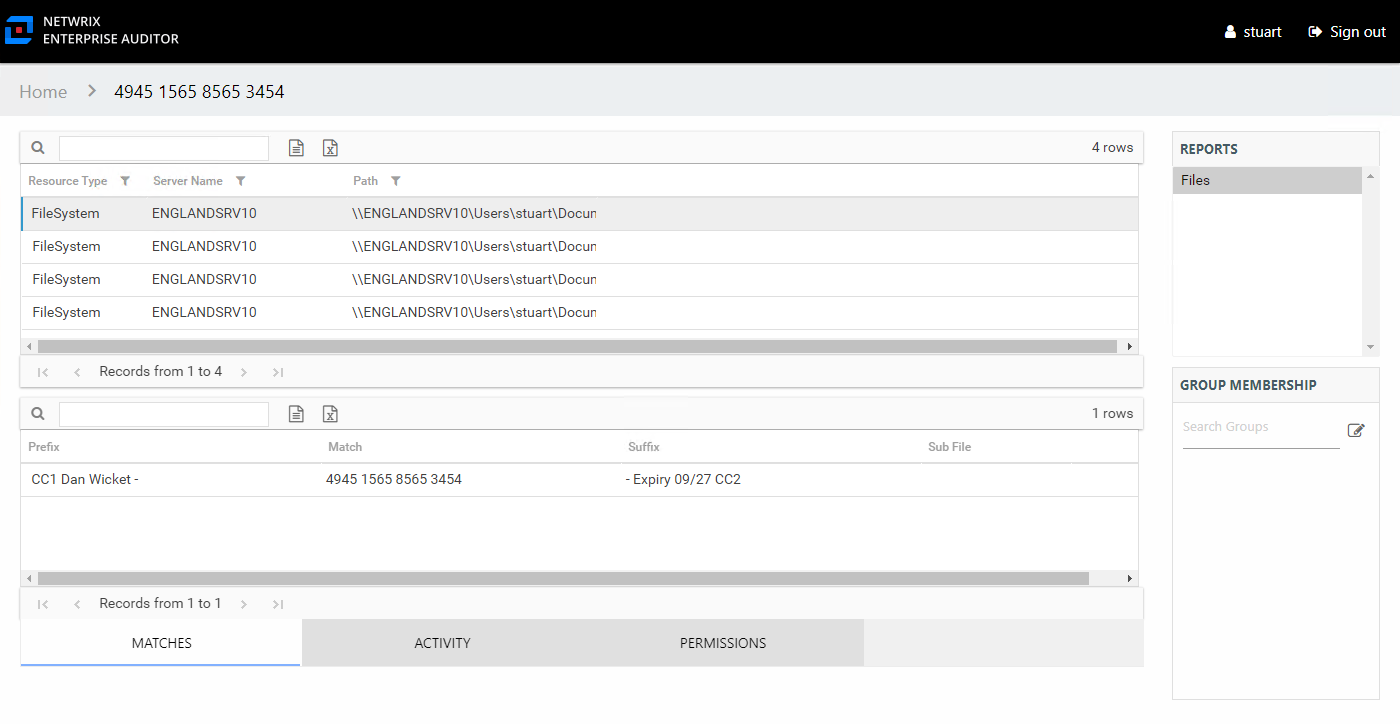 NETWRIX
ENTERPRISE AUDITOR
stuart
Sign out
Home > 4945 1565 8565 3454
4 rows
Resource Type Server Name Path
FileSystem ENGLANDSRV10 \\ENGLANDSRV10\Users\stuart\Docun
FileSystem ENGLANDSRV10 \\ENGLANDSRV10\Users\stuart\Docun
FileSystem ENGLANDSRV10 \\ENGLANDSRV10\Users\stuart\Docun
FileSystem ENGLANDSRV10 \\ENGLANDSRV10\Users\stuart\Docun
Records from 1 to 4
1 rows
Prefix Match Suffix Sub File
CC1 Dan Wicket - 4945 1565 8565 3454 - Expiry 09/27 CC2
Records from 1 to 1
MATCHES ACTIVITY PERMISSIONS
REPORTS
Files
GROUP MEMBERSHIP
Search Groups